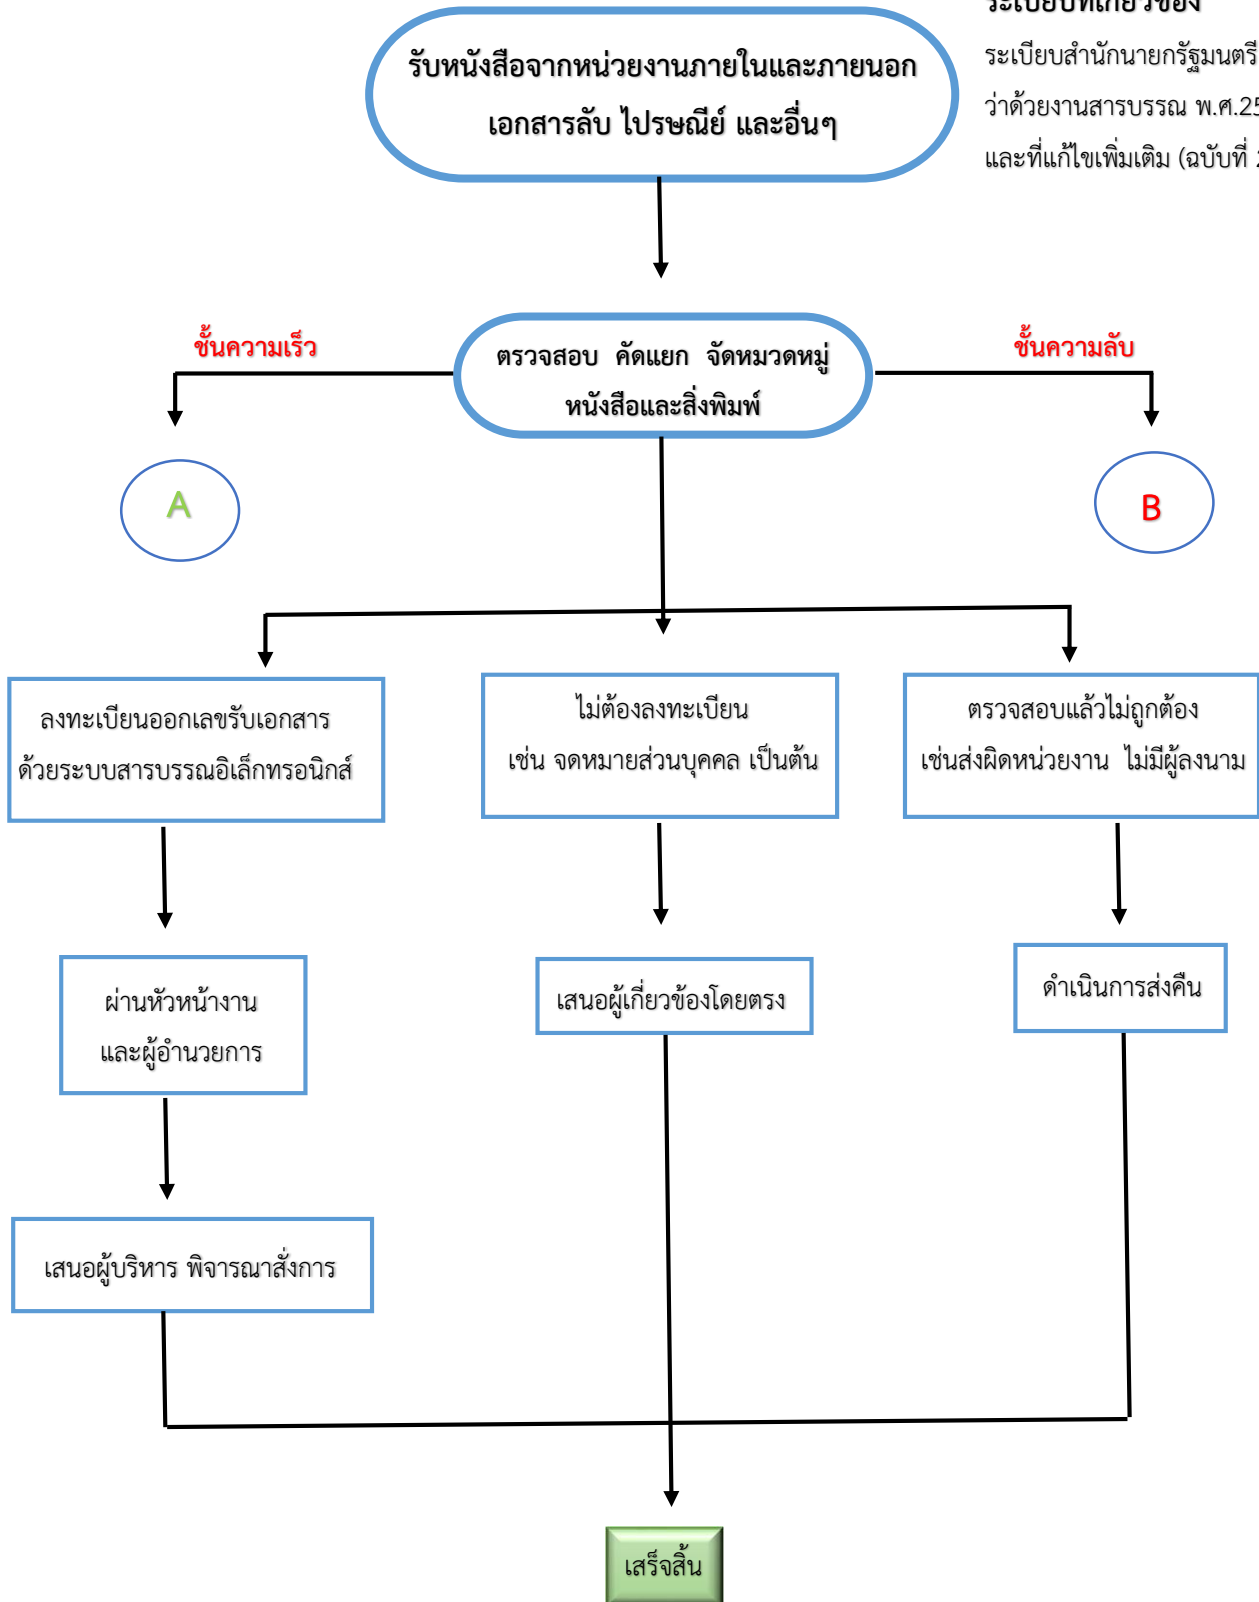 ระเบียบที่เกี่ยวข้อง
ระเบียบสำนักนายกรัฐมนตรี
ว่าด้วยงานสารบรรณ พ.ศ.25
และที่แก้ไขเพิ่มเติม (ฉบับที่
รับหนังสือจากหน่วยงานภายในและภายนอก
เอกสารลับ ไปรษณีย์ และอื่นๆ
ชั้นความเร็ว
ตรวจสอบ คัดแยก จัดหมวดหมู่
หนังสือและสิ่งพิมพ์
ชั้นความลับ
A
B
ลงทะเบียนออกเลขรับเอกสาร
ด้วยระบบสารบรรณอิเล็กทรอนิกส์
ไม่ต้องลงทะเบียน
เช่น จดหมายส่วนบุคคล เป็นต้น
ตรวจสอบแล้วไม่ถูกต้อง
เช่นส่งผิดหน่วยงาน ไม่มีผู้ลงนาม
ผ่านหัวหน้างาน
และผู้อำนวยการ
เสนอผู้เกี่ยวข้องโดยตรง
ดำเนินการส่งคืน
เสนอผู้บริหาร พิจารณาสั่งการ
เสร็จสิ้น